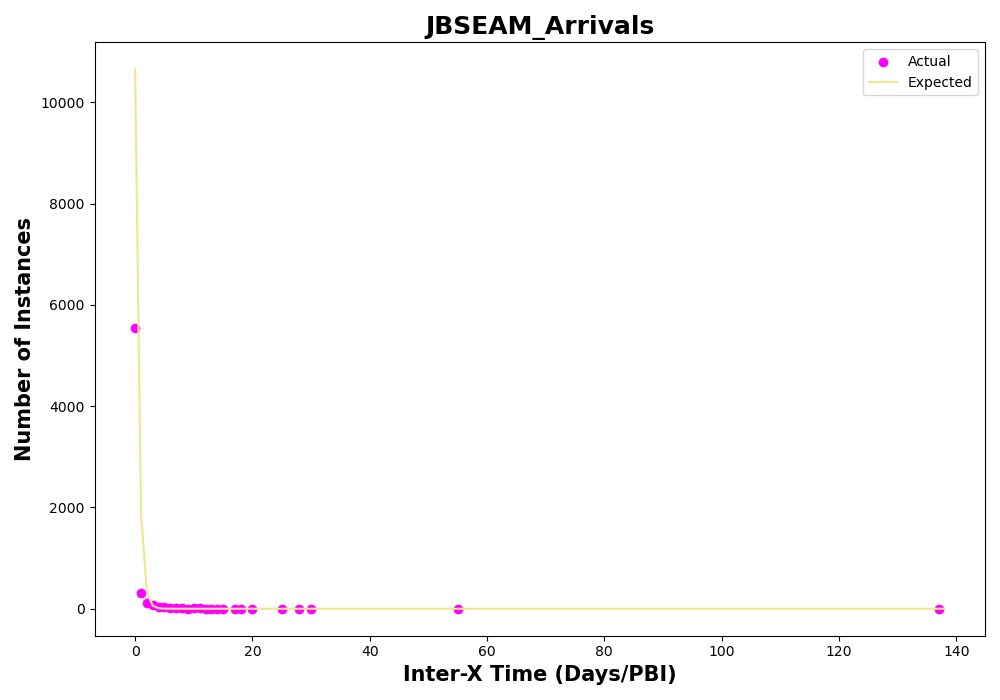 JBSEAM_Arrivals
Actual
Expected
Number of Instances
10000
8000
6000
4000
2000
0
0 20 40 60 80 100 120 140
Inter-X Time (Days/PBI)